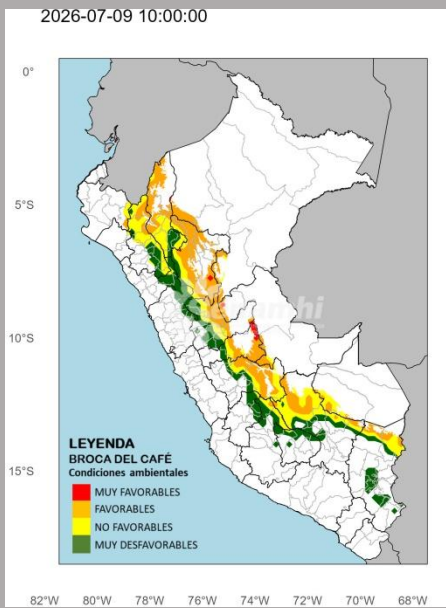 2026-07-09 10:00:00
0°
5°S
10°S
15°S
senamhi
LEYENDA
BROCA DEL CAFÉ
Condiciones ambientales
MUY FAVORABLES
FAVORABLES
NO FAVORABLES
MUY DESFAVORABLES
82°W 80°W 78°W 76°W 74°W 72°W 70°W 68°W